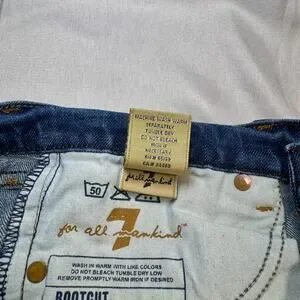 MACHINE WASH WARM
SEPARATELY
TUMBLE DRY
DO NOT BLEACH
IRON IF
NECESSARY
mankind
50
7
for all mankind
WASH IN WARM WITH LIKE COLORS
DO NOT BLEACH TUMBLE DRY LOW
REMOVE PROMPTLY WARM IRON IF DESIRED
BOOTCUT